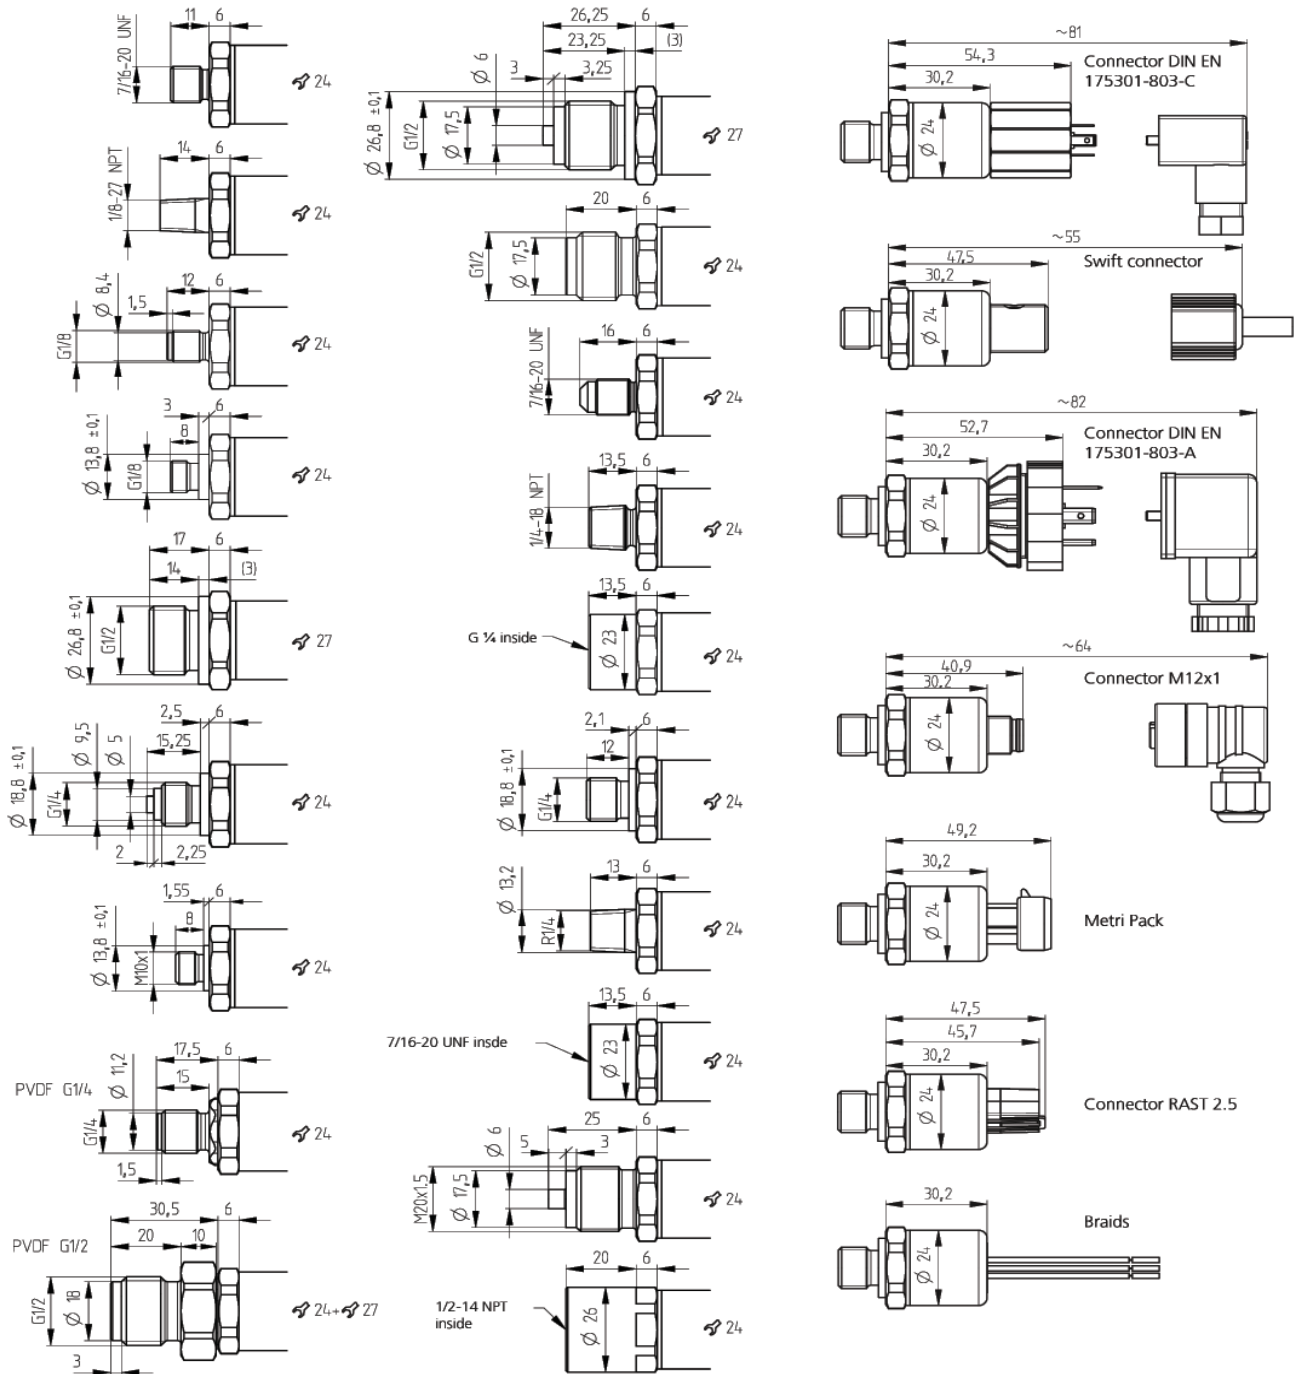 11 6
7/16-20 UNF
24
14 6
1/8-27 NPT
24
12 6
Ø 8,4
1,5
G1/8
24
3 6
8
Ø 13,8 ±0,1
G1/8
24
17 6
14 (3)
Ø 26,8 ±0,1
G1/2
27
2,5 6
15,25
Ø 9,5
Ø 5
Ø 18,8 ±0,1
G1/4
2 2,25
24
1,55 6
8
Ø 13,8 ±0,1
M10x1
24
17,5 6
15
Ø 11,2
PVDF G1/4
G1/4
1,5
24
30,5 6
20 10
PVDF G1/2
G1/2
Ø 18
3
24+ 27
26,25 6
23,25 (3)
Ø 6
3 3,25
Ø 26,8 ±0,1
G1/2
Ø 17,5
27
20 6
G1/2
Ø 17,5
24
16 6
7/16-20 UNF
24
13,5 6
1/4-18 NPT
24
13,5 6
G ¼ inside
Ø 23
24
2,1 6
12
Ø 18,8 ±0,1
G1/4
24
13 6
Ø 13,2
R1/4
24
13,5 6
7/16-20 UNF insde
Ø 23
24
25 6
Ø 6
5 3
M20x1.5
Ø 17,5
24
20 6
1/2-14 NPT
inside
Ø 26
24
~81
54,3
30,2
Ø 24
Connector DIN EN
175301-803-C
~55
47,5
30,2
Ø 24
Swift connector
~82
52,7
30,2
Ø 24
Connector DIN EN
175301-803-A
~64
40,9
30,2
Ø 24
Connector M12x1
49,2
30,2
Ø 24
Metri Pack
47,5
45,7
30,2
Ø 24
Connector RAST 2.5
30,2
Ø 24
Braids